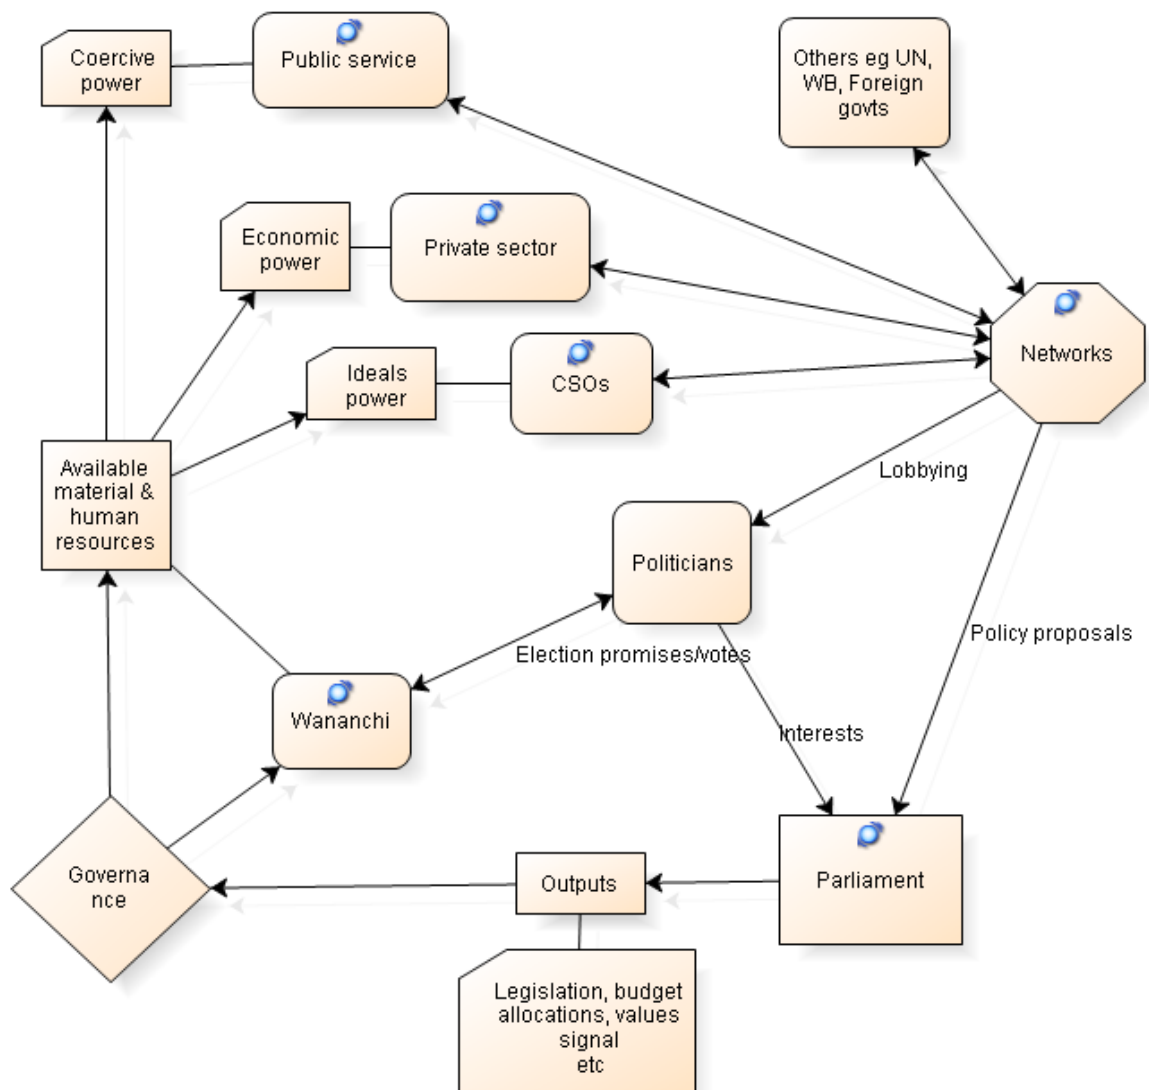 Coercive
power
Public service
Others eg UN,
WB, Foreign
govts
Economic
power
Private sector
Ideals
power
CSOs
Networks
Available
material &
human
resources
Lobbying
Politicians
Policy proposals
Election promises/votes
Wananchi
Interests
Governa
nce
Outputs
Parliament
Legislation, budget
allocations, values
signal
etc